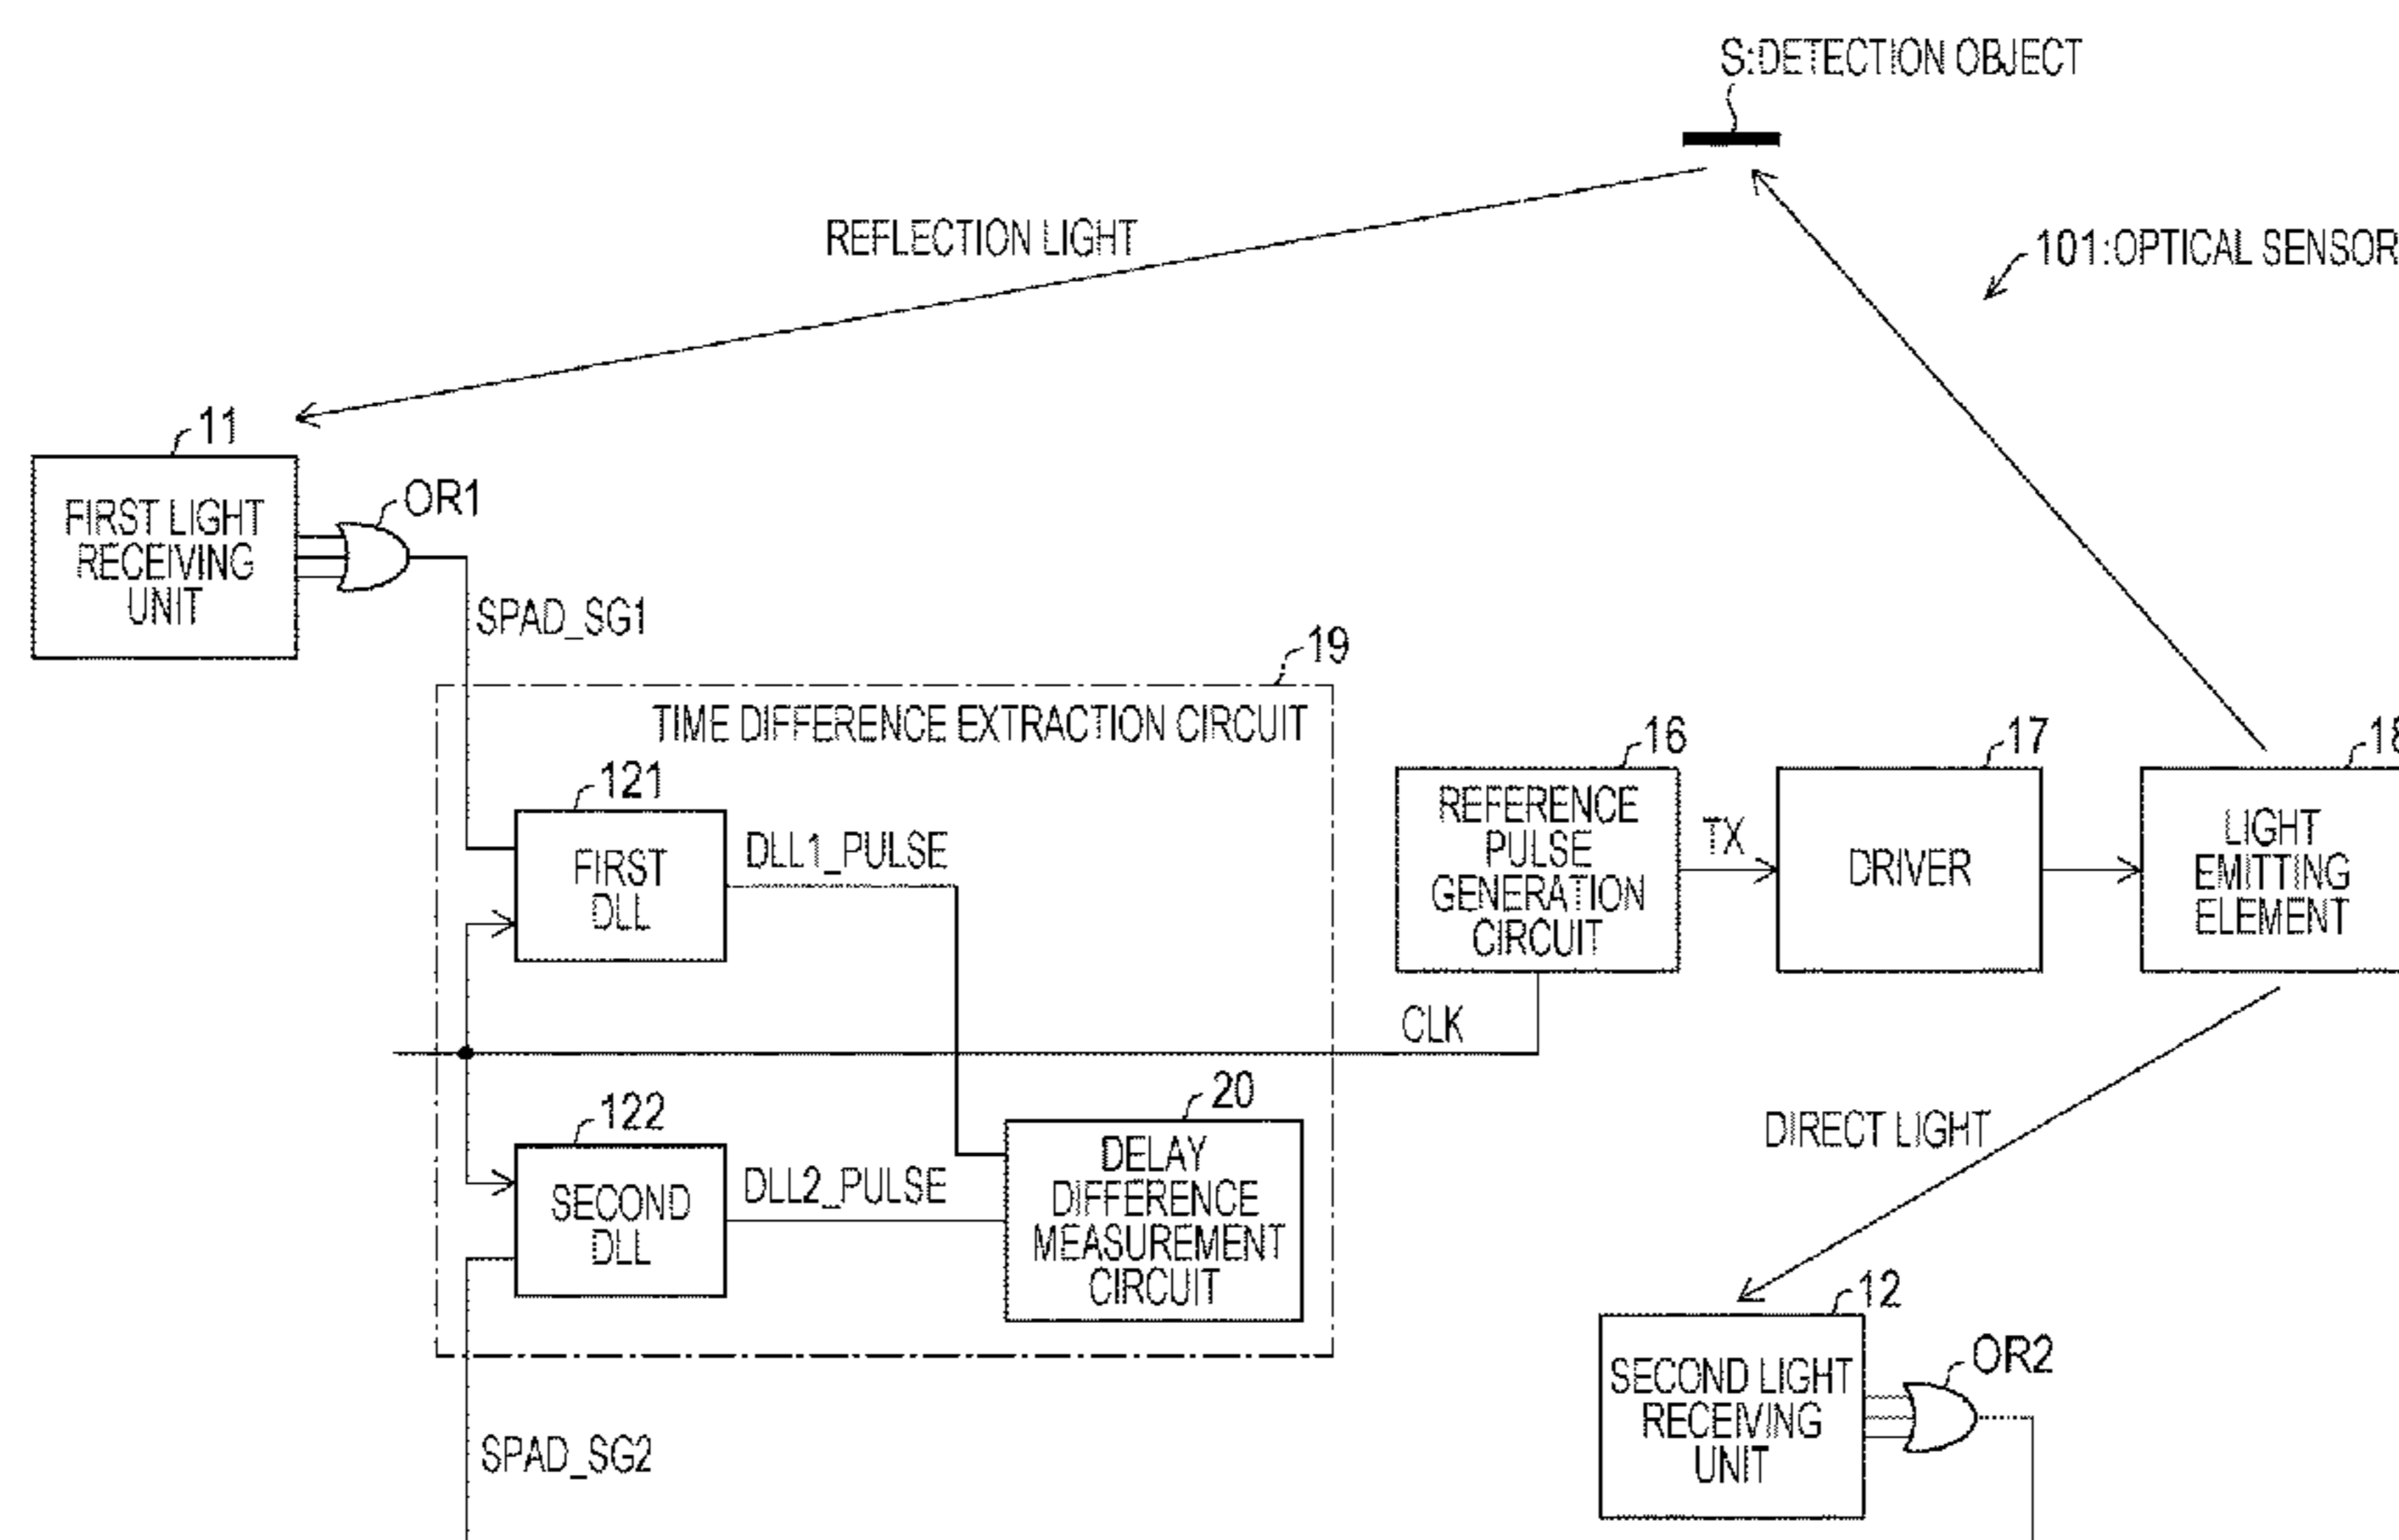 S:DETECTION OBJECT
REFLECTION LIGHT
101:OPTICAL SENSOR
11
FIRST LIGHT
RECEIVING
UNIT
OR1
SPAD_SG1
19
TIME DIFFERENCE EXTRACTION CIRCUIT
121
FIRST
DLL
DLL1_PULSE
16
REFERENCE
PULSE
GENERATION
CIRCUIT
TX
17
DRIVER
18
LIGHT
EMITTING
ELEMENT
CLK
122
SECOND
DLL
DLL2_PULSE
20
DELAY
DIFFERENCE
MEASUREMENT
CIRCUIT
DIRECT LIGHT
12
SECOND LIGHT
RECEIVING
UNIT
OR2
SPAD_SG2